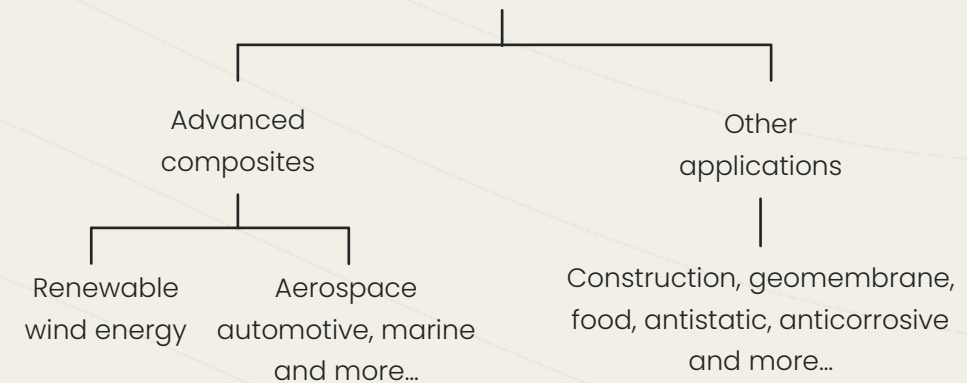 Advanced
composites
Other
applications
Renewable
wind energy
Aerospace
automotive, marine
and more...
Construction, geomembrane,
food, antistatic, anticorrosive
and more...